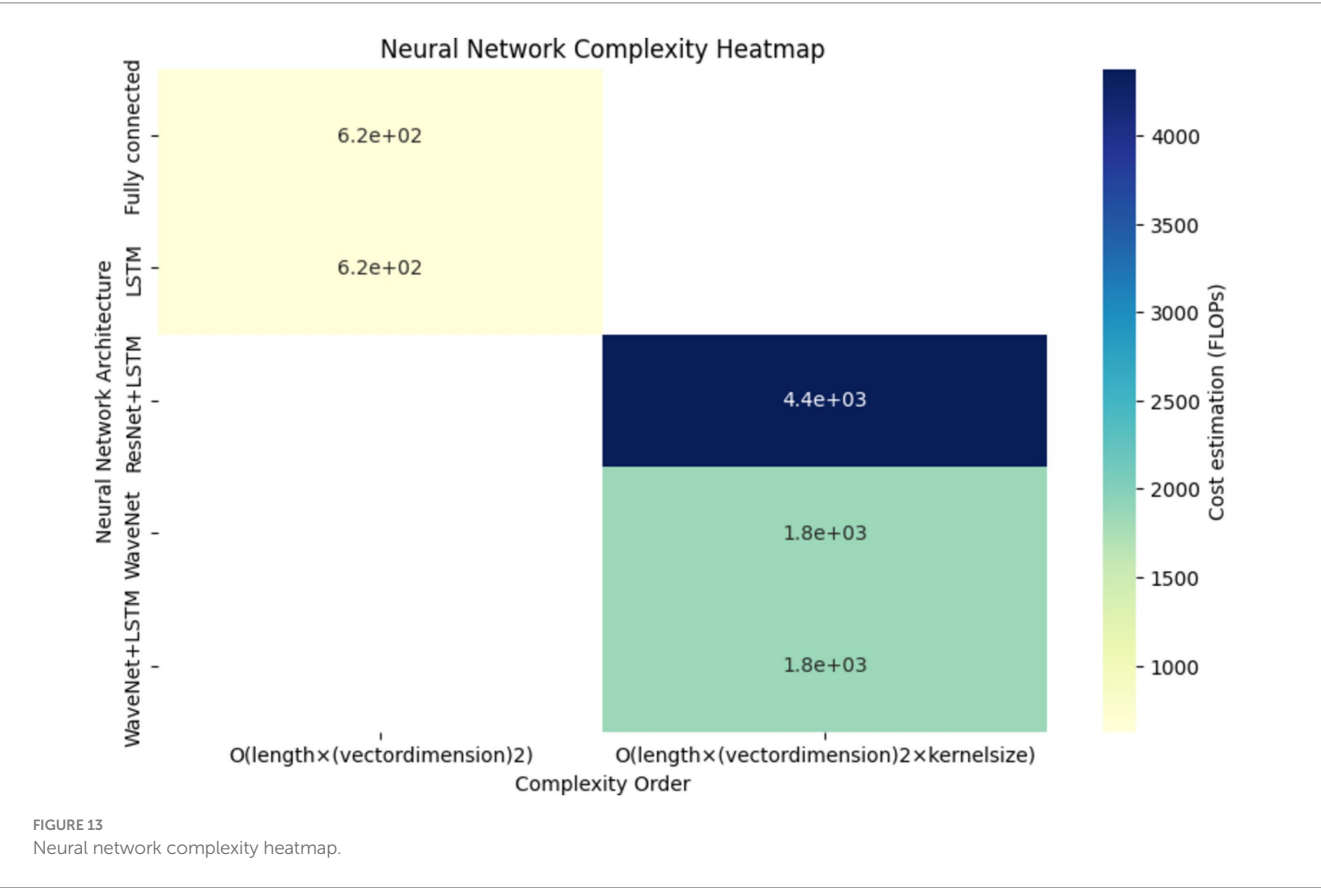 Neural Network Complexity Heatmap
Neural Network Architecture
Fully connected
LSTM
ResNet+LSTM
WaveNet
WaveNet+LSTM
6.2e+02
6.2e+02
4.4e+03
1.8e+03
1.8e+03
O(length×(vectordimension)2)
O(length×(vectordimension)2×kernelsize)
Complexity Order
4000
3500
3000
2500
2000
1500
1000
Cost estimation (FLOPs)
FIGURE 13
Neural network complexity heatmap.